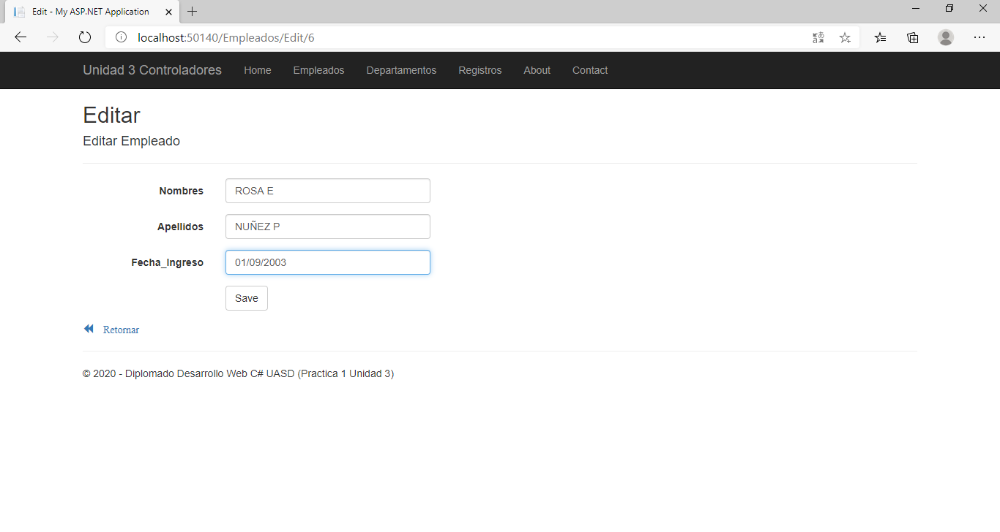 Edit - My ASP.NET Application
localhost:50140/Empleados/Edit/6
Unidad 3 Controladores Home Empleados Departamentos Registros About Contact
Editar
Editar Empleado
Nombres ROSA E
Apellidos NUÑEZ P
Fecha_Ingreso 01/09/2003
Save
Retornar
© 2020 - Diplomado Desarrollo Web C# UASD (Practica 1 Unidad 3)